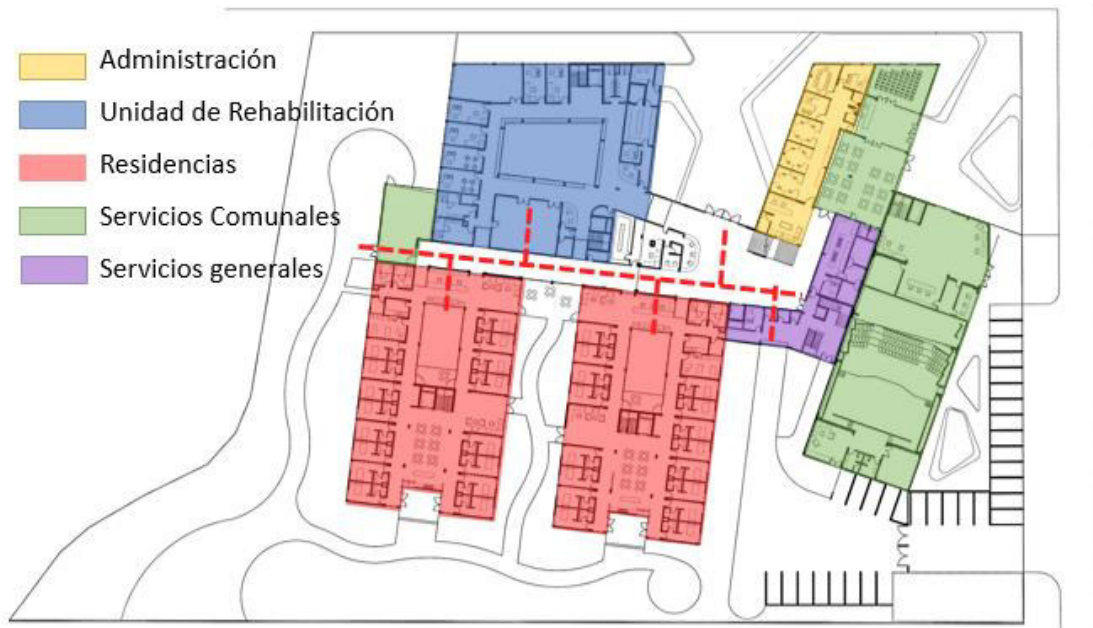 Administración
Unidad de Rehabilitación
Residencias
Servicios Comunales
Servicios generales